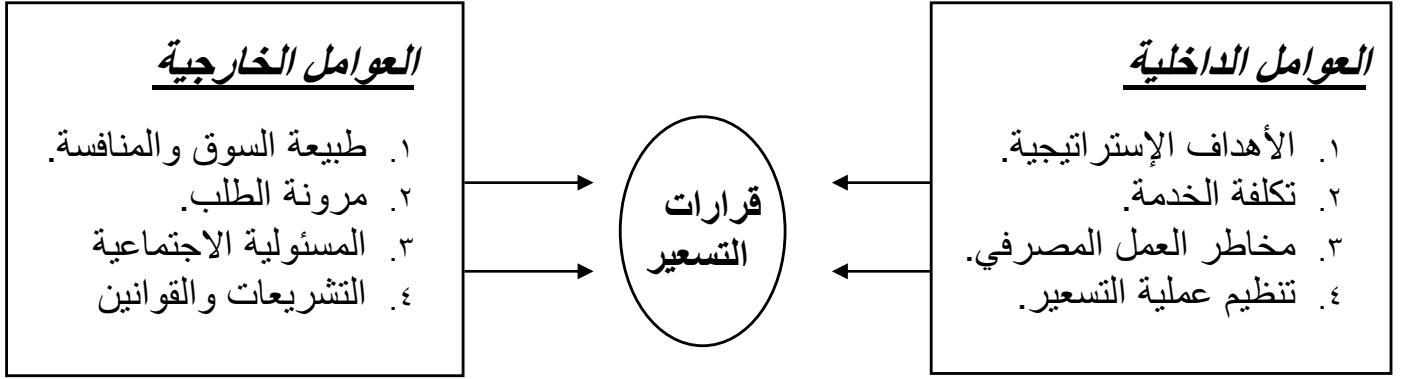 العوامل الداخلية
١. الأهداف الإستراتيجية.
٢. تكلفة الخدمة.
٣. مخاطر العمل المصرفي.
٤. تنظيم عملية التسعير.
قرارات
التسعير
العوامل الخارجية
١. طبيعة السوق والمنافسة.
٢. مرونة الطلب.
٣. المسئولية الاجتماعية
٤. التشريعات والقوانين